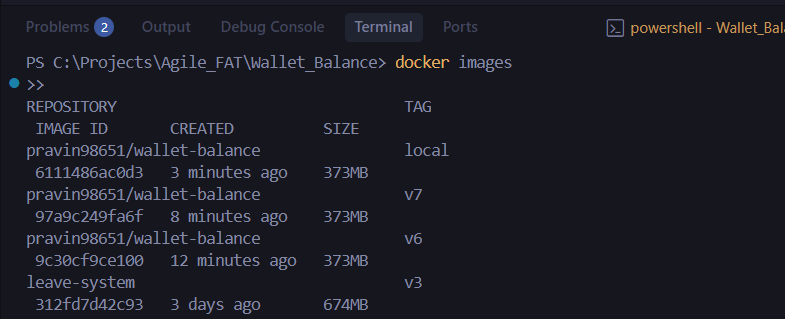 Problems 2 Output Debug Console Terminal Ports powershell - Wallet_Bal
PS C:\Projects\Agile_FAT\Wallet_Balance> docker images
>>
REPOSITORY TAG
IMAGE ID CREATED SIZE
pravin98651/wallet-balance local
6111486ac0d3 3 minutes ago 373MB
pravin98651/wallet-balance v7
97a9c249fa6f 8 minutes ago 373MB
pravin98651/wallet-balance v6
9c30cf9ce100 12 minutes ago 373MB
leave-system v3
312fd7d42c93 3 days ago 674MB